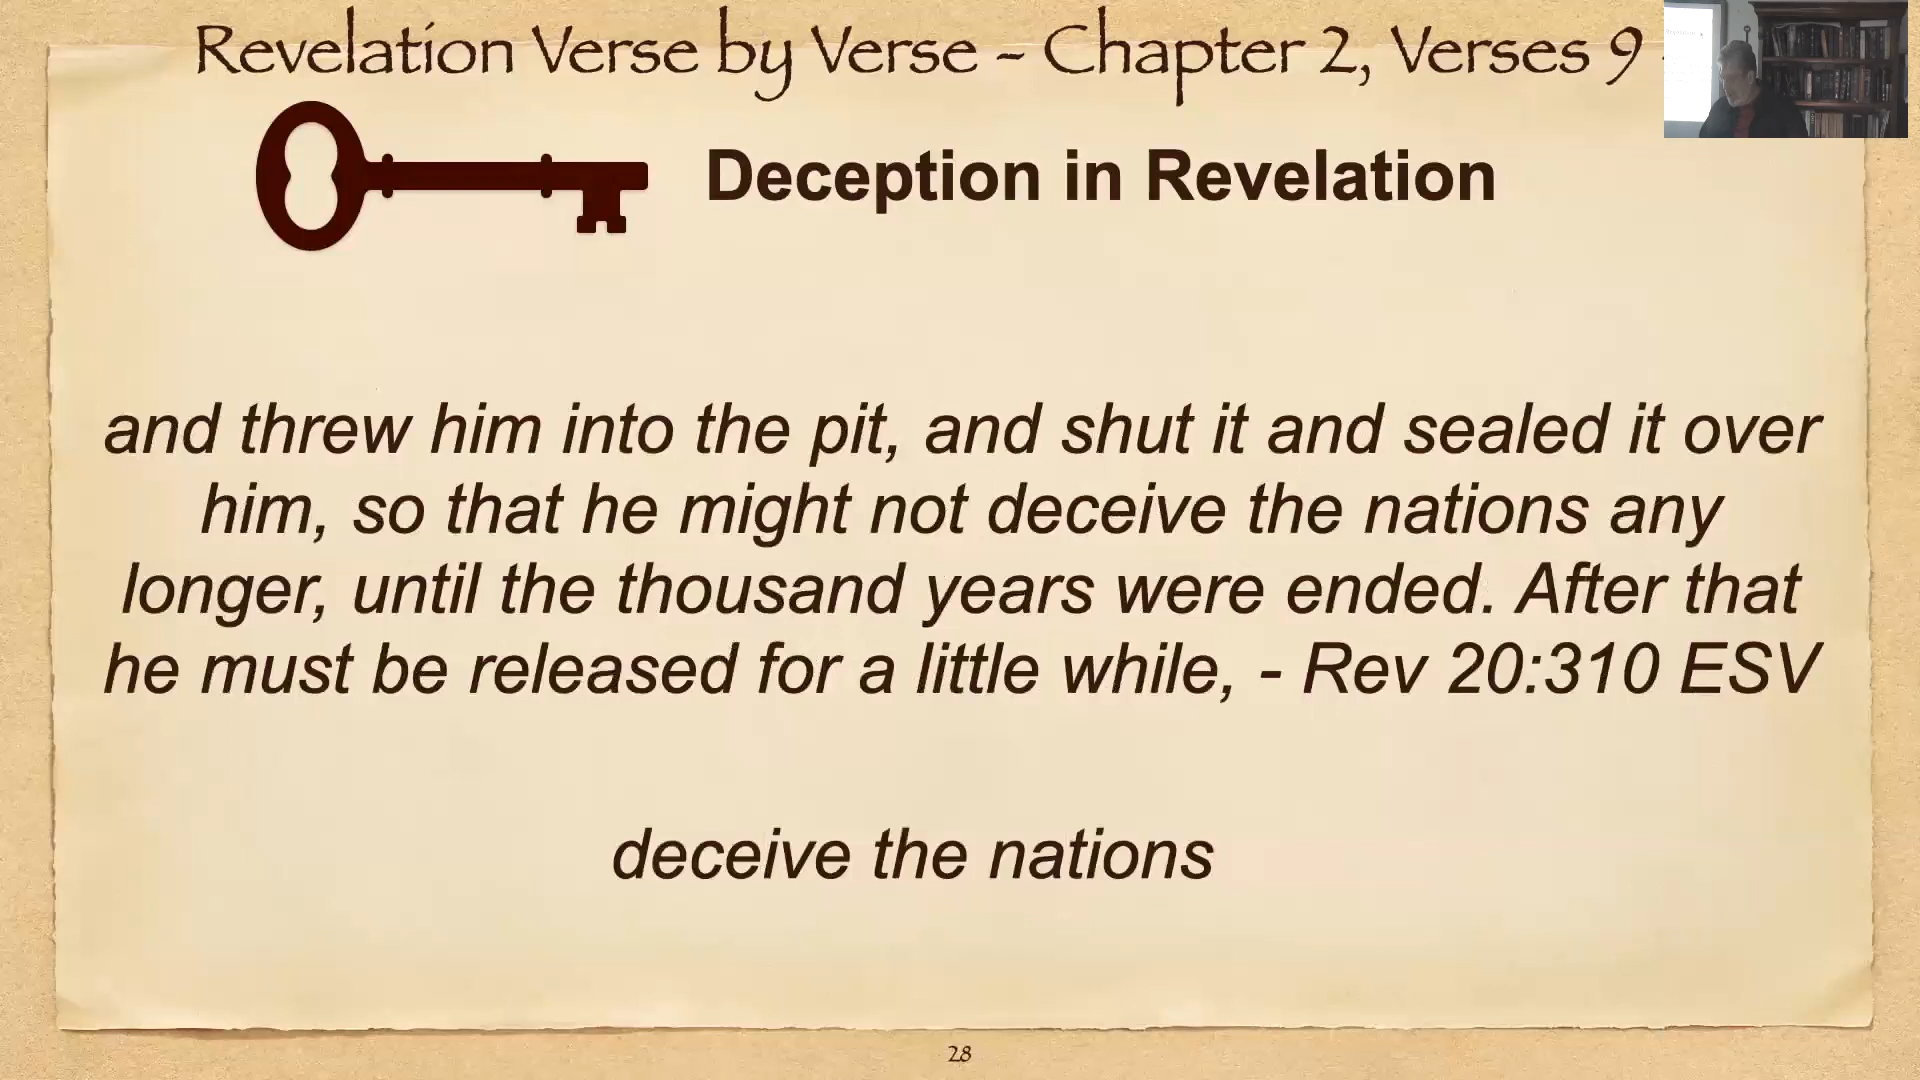 Revelation Verse by Verse - Chapter 2, Verses 9
Deception in Revelation
and threw him into the pit, and shut it and sealed it over
him, so that he might not deceive the nations any
longer, until the thousand years were ended. After that
he must be released for a little while, - Rev 20:310 ESV
deceive the nations
28